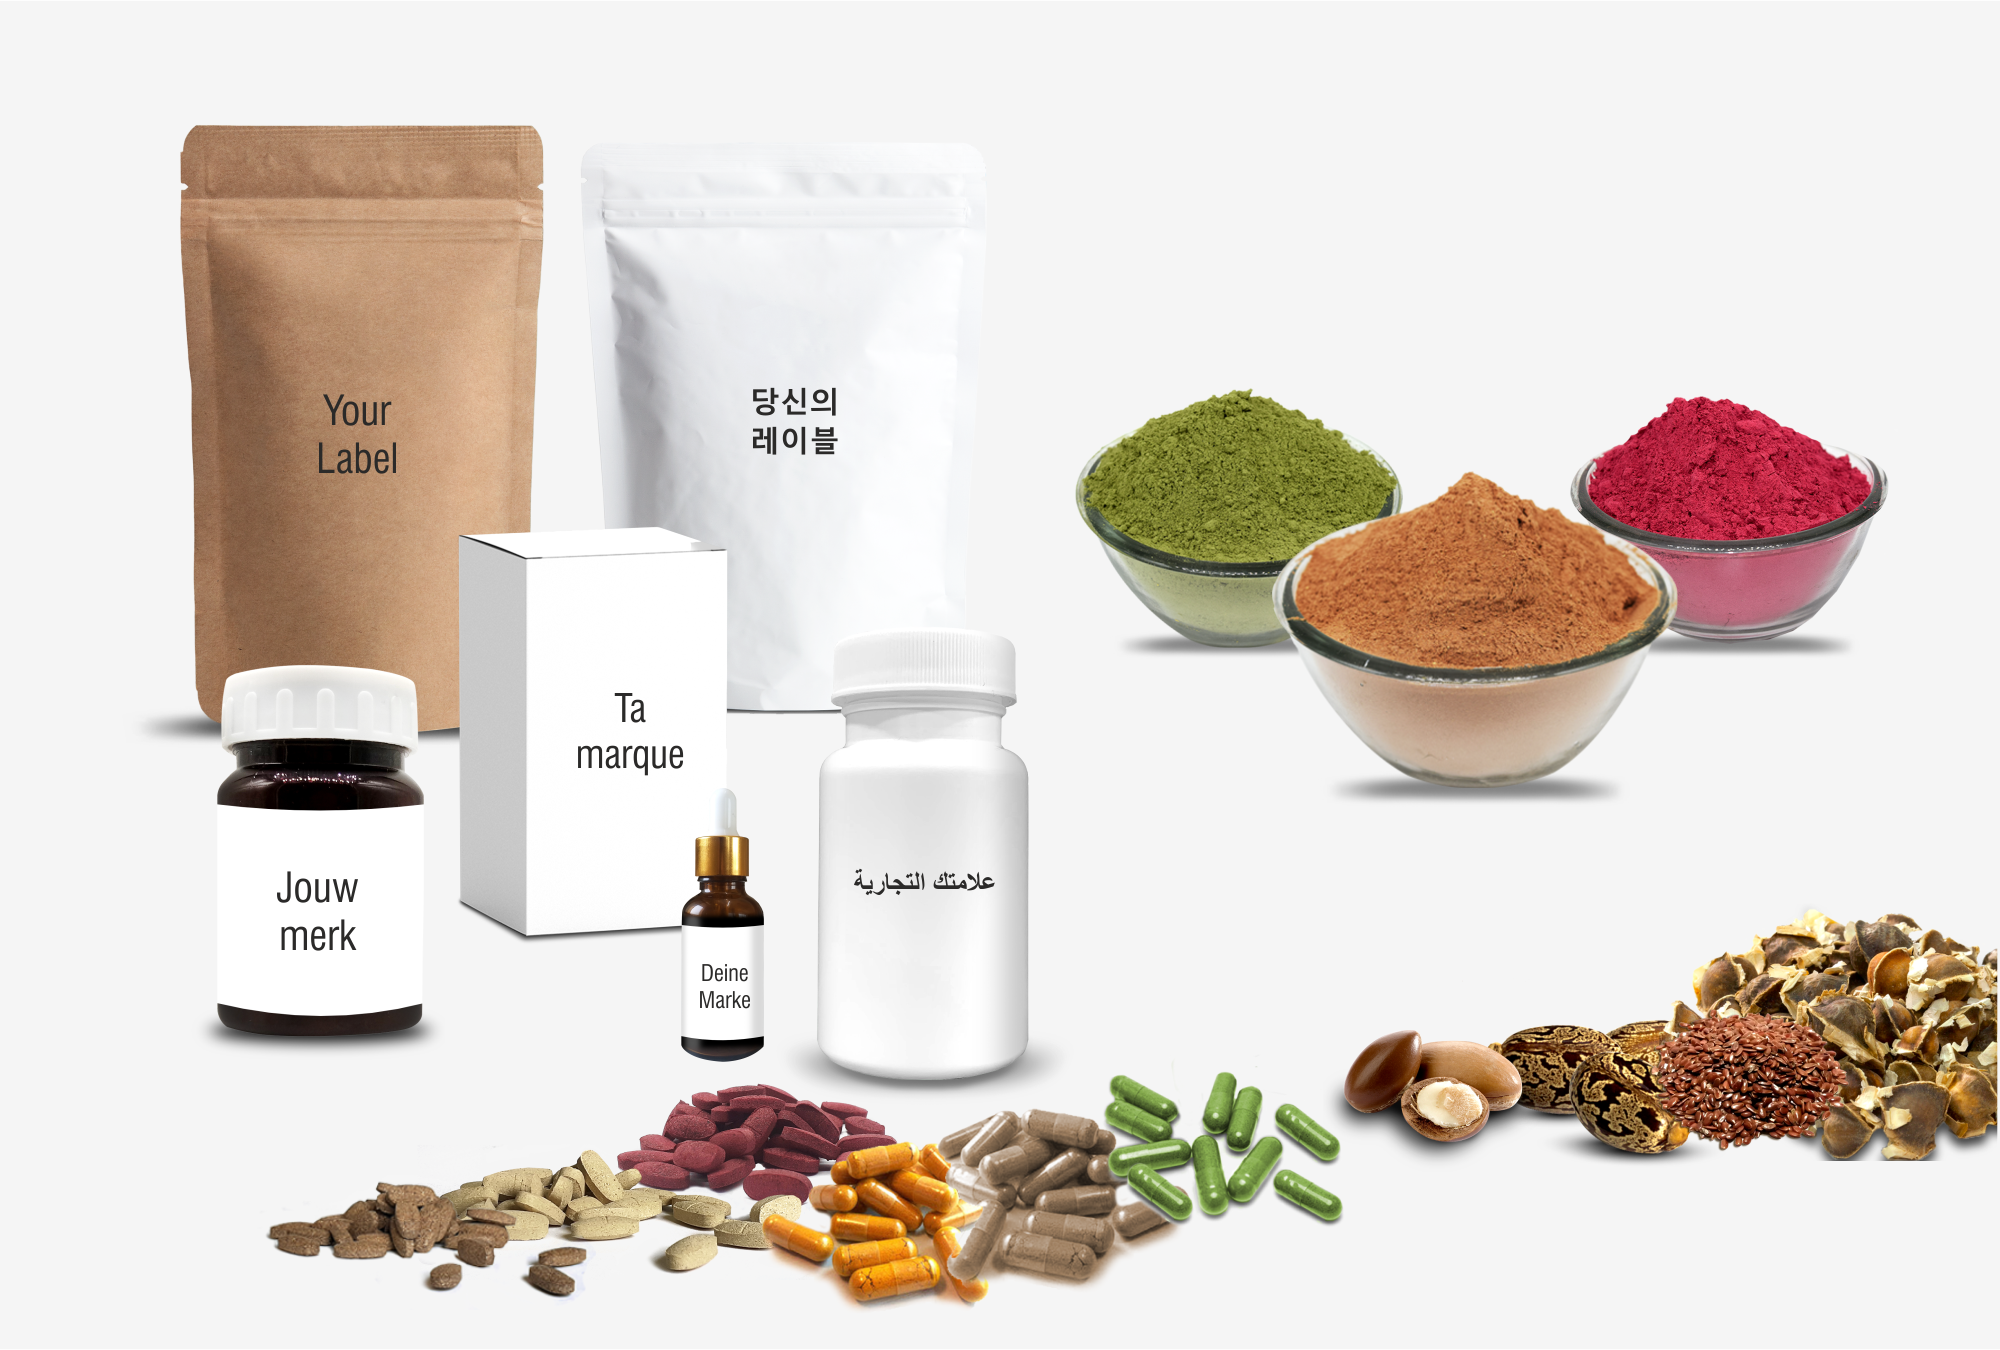 Your
Label
당신의
레이블
Ta
marque
Jouw
merk
علامتك التجارية
Deine
Marke